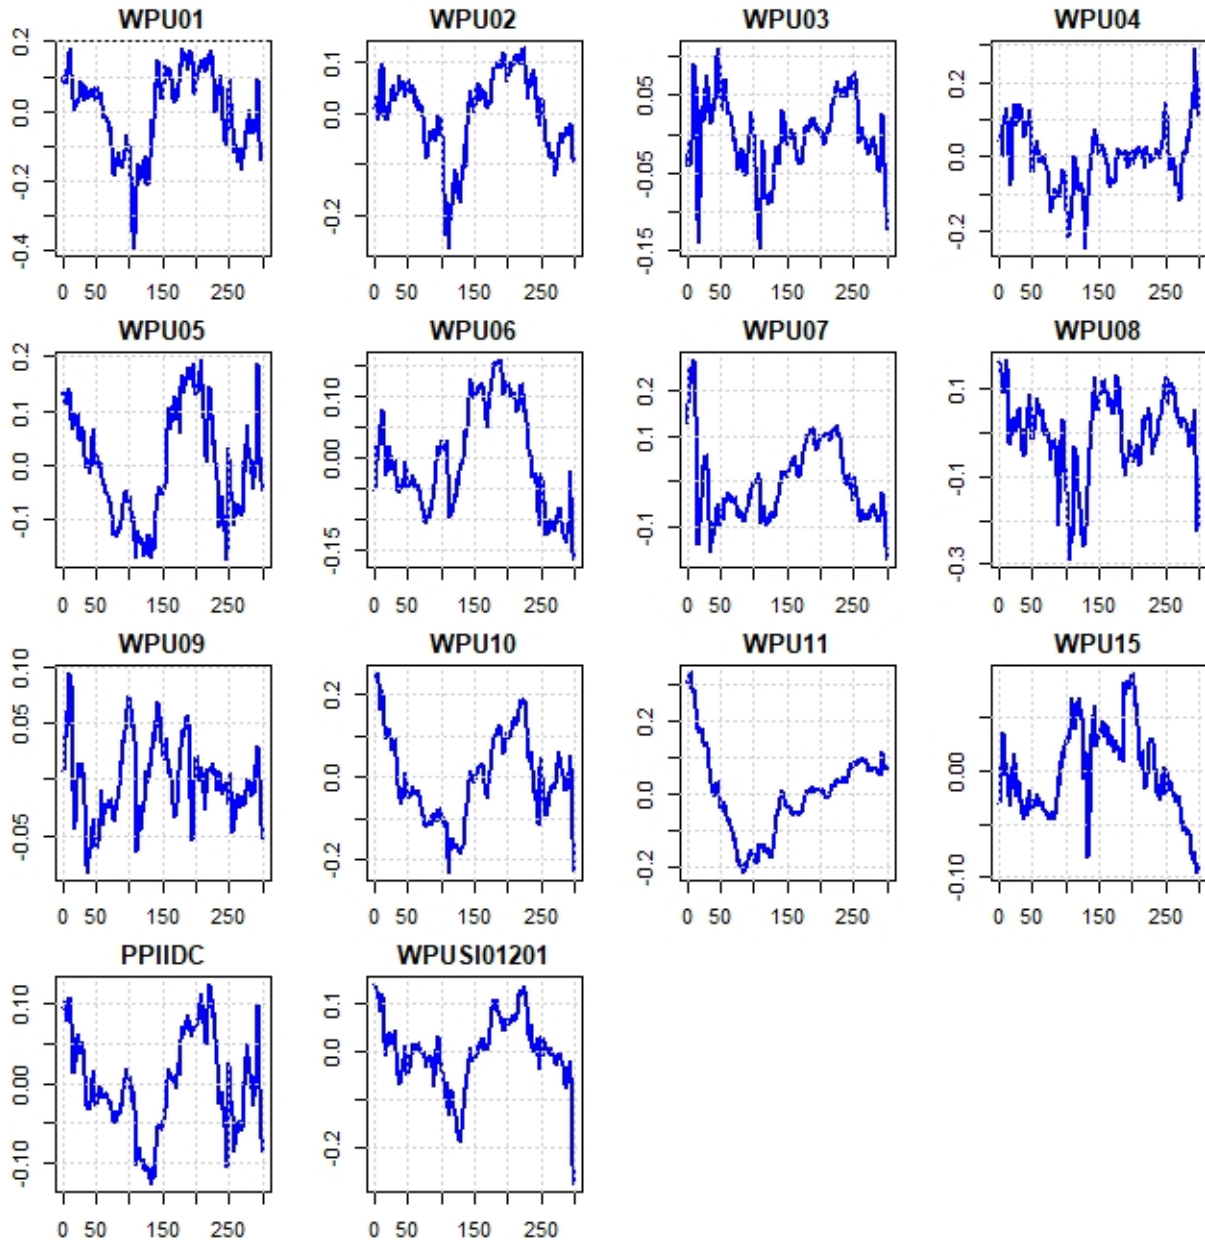 WPU01 WPU02 WPU03 WPU04
0.2 0.0 -0.2 -0.4
0.1 0.0 -0.2
0.05 -0.05 -0.15
0.2 0.0 -0.2
0 50 150 250 0 50 150 250 0 50 150 250 0 50 150 250
WPU05 WPU06 WPU07 WPU08
0.2 0.1 0.0 -0.1
0.10 0.00 -0.15
0.2 0.1 -0.1
0.1 -0.1 -0.3
0 50 150 250 0 50 150 250 0 50 150 250 0 50 150 250
WPU09 WPU10 WPU11 WPU15
0.10 0.05 -0.05
0.2 0.0 -0.2
0.2 0.0 -0.2
0.00 -0.10
0 50 150 250 0 50 150 250 0 50 150 250 0 50 150 250
PPIIDC WPUSI01201
0.10 0.00 -0.10
0.1 0.0 -0.2
0 50 150 250 0 50 150 250